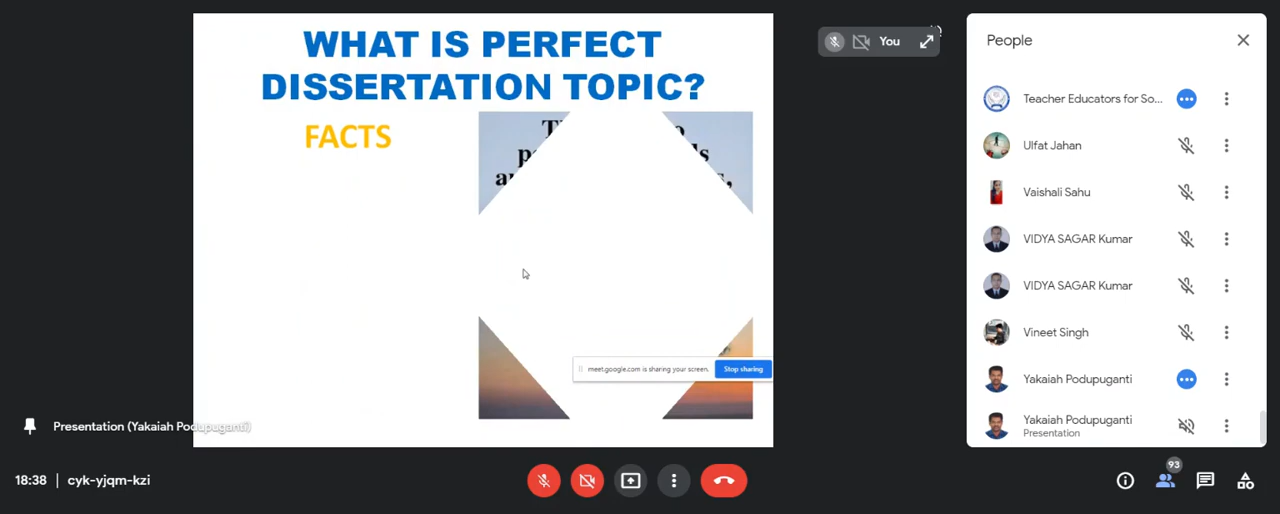 WHAT IS PERFECT
DISSERTATION TOPIC?
FACTS
meet.google.com is sharing your screen.
Stop sharing
Presentation (Yakaiah Podupuganti)
You
People
Teacher Educators for So...
Ulfat Jahan
Vaishali Sahu
VIDYA SAGAR Kumar
VIDYA SAGAR Kumar
Vineet Singh
Yakaiah Podupuganti
Yakaiah Podupuganti
Presentation
18:38 | cyk-yjqm-kzi
93